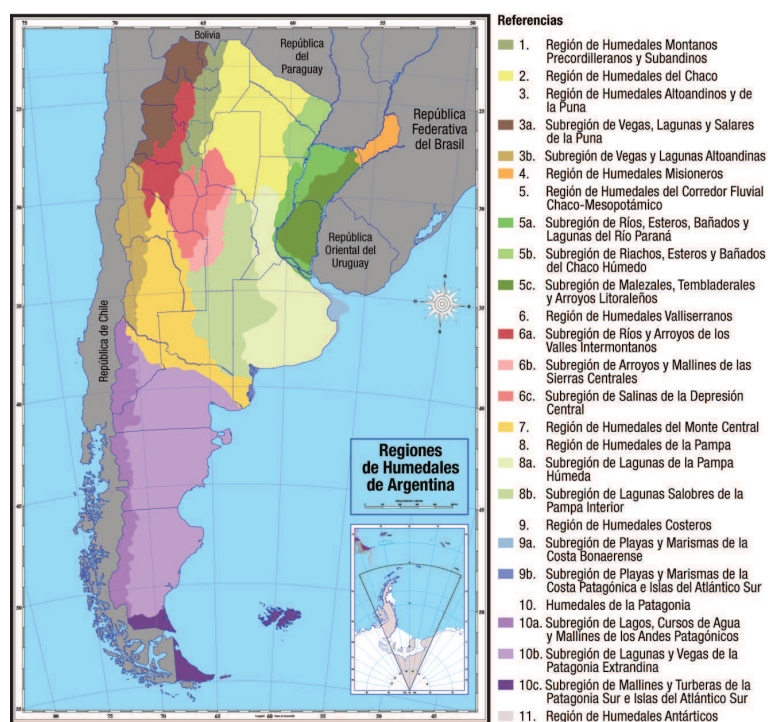 75
70
65
60
55
50
Bolivia
República
del
Paraguay
República
Federativa
del Brasil
República
Oriental del
Uruguay
República de Chile
N
Regiones
de Humedales
de Argentina
Referencias
1. Región de Humedales Montanos
Precordilleranos y Subandinos
2. Región de Humedales del Chaco
3. Región de Humedales Altoandinos y de
la Puna
3a. Subregión de Vegas, Lagunas y Salares
de la Puna
3b. Subregión de Vegas y Lagunas Altoandinas
4. Región de Humedales Misioneros
5. Región de Humedales del Corredor Fluvial
Chaco-Mesopotámico
5a. Subregión de Ríos, Esteros, Bañados y
Lagunas del Río Paraná
5b. Subregión de Riachos, Esteros y Bañados
del Chaco Húmedo
5c. Subregión de Malezales, Tembladerales
y Arroyos Litoraleños
6. Región de Humedales Valliserranos
6a. Subregión de Ríos y Arroyos de los
Valles Intermontanos
6b. Subregión de Arroyos y Mallines de las
Sierras Centrales
6c. Subregión de Salinas de la Depresión
Central
7. Región de Humedales del Monte Central
8. Región de Humedales de la Pampa
8a. Subregión de Lagunas de la Pampa
Húmeda
8b. Subregión de Lagunas Salobres de la
Pampa Interior
9. Región de Humedales Costeros
9a. Subregión de Playas y Marismas de la
Costa Bonaerense
9b. Subregión de Playas y Marismas de la
Costa Patagónica e Islas del Atlántico Sur
10. Humedales de la Patagonia
10a. Subregión de Lagos, Cursos de Agua
y Mallines de los Andes Patagónicos
10b. Subregión de Lagunas y Vegas de la
Patagonia Extrandina
10c. Subregión de Mallines y Turberas de la
Patagonia Sur e Islas del Atlántico Sur
11. Región de Humedales Antárticos